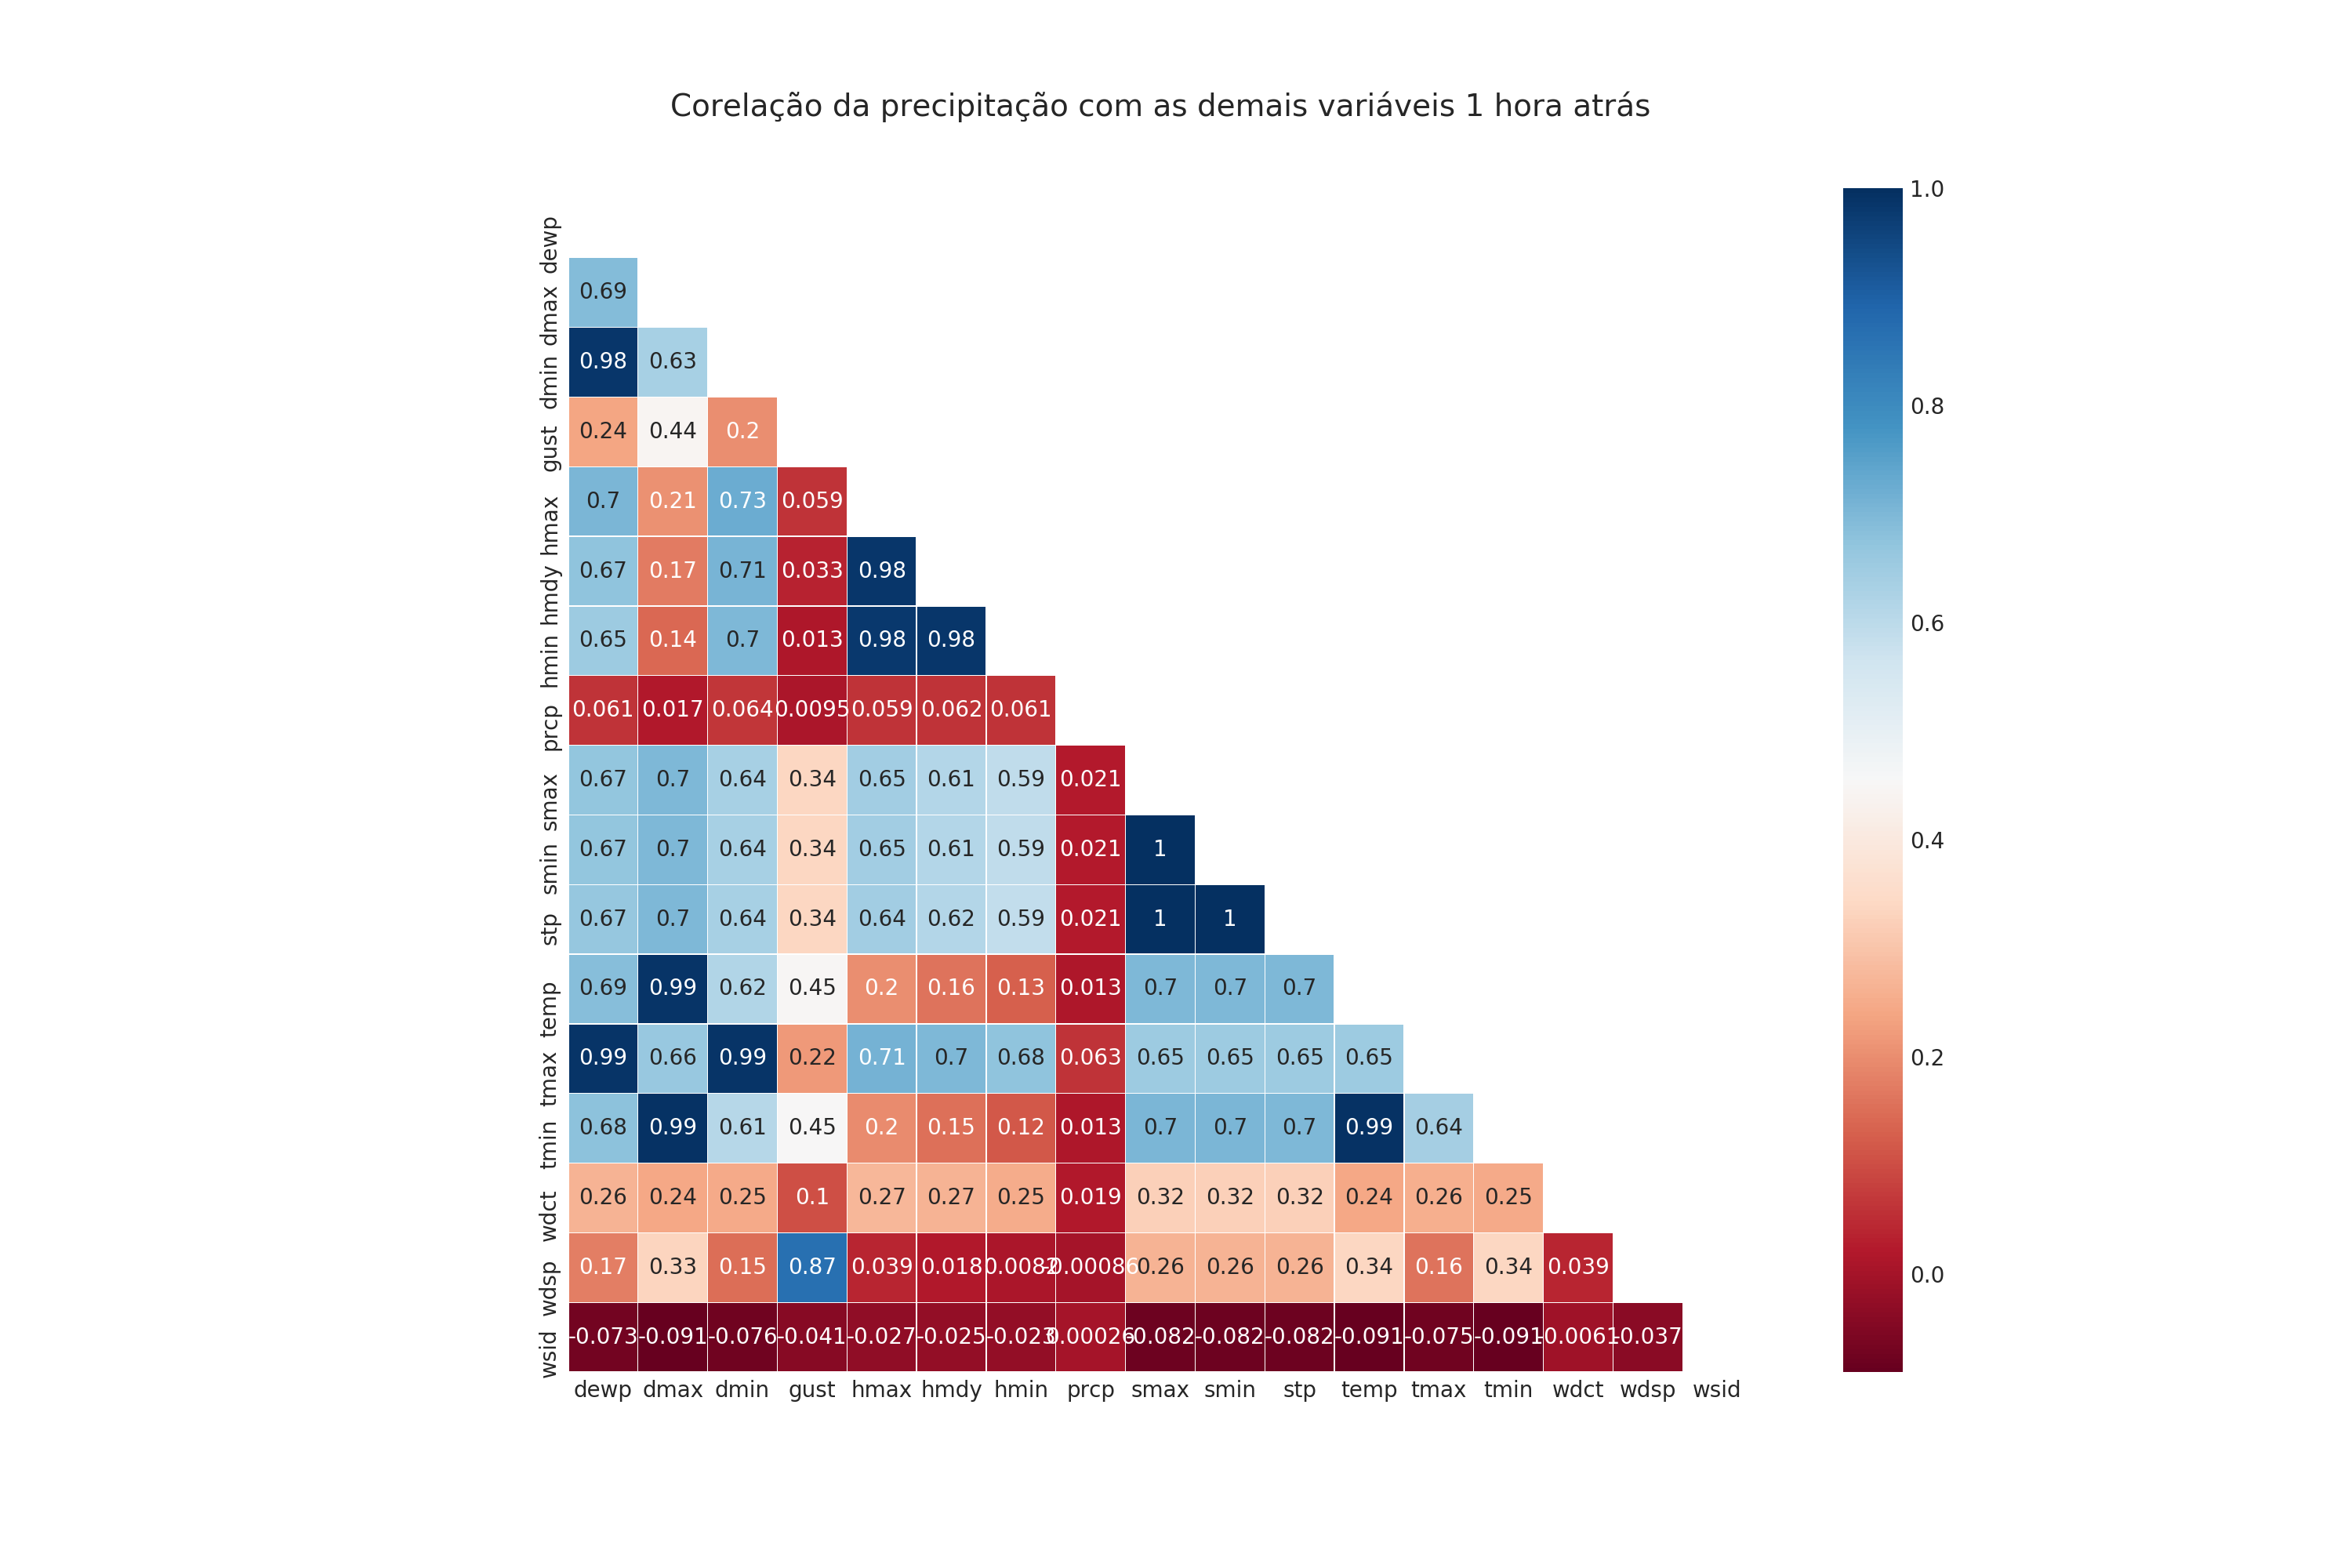 Corelação da precipitação com as demais variáveis 1 hora atrás
dewp
dmax 0.69
dmin 0.98 0.63
gust 0.24 0.44 0.2
hmax 0.7 0.21 0.73 0.059
hmdy 0.67 0.17 0.71 0.033 0.98
hmin 0.65 0.14 0.7 0.013 0.98 0.98
prcp 0.061 0.017 0.064 0.0095 0.059 0.062 0.061
smax 0.67 0.7 0.64 0.34 0.65 0.61 0.59 0.021
smin 0.67 0.7 0.64 0.34 0.65 0.61 0.59 0.021 1
stp 0.67 0.7 0.64 0.34 0.64 0.62 0.59 0.021 1 1
temp 0.69 0.99 0.62 0.45 0.2 0.16 0.13 0.013 0.7 0.7 0.7
tmax 0.99 0.66 0.99 0.22 0.71 0.7 0.68 0.063 0.65 0.65 0.65 0.65
tmin 0.68 0.99 0.61 0.45 0.2 0.15 0.12 0.013 0.7 0.7 0.7 0.99 0.64
wdct 0.26 0.24 0.25 0.1 0.27 0.27 0.25 0.019 0.32 0.32 0.32 0.24 0.26 0.25
wdsp 0.17 0.33 0.15 0.87 0.039 0.018 0.0082 -0.00086 0.26 0.26 0.26 0.34 0.16 0.34 0.039
wsid -0.073 -0.091 -0.076 -0.041 -0.027 -0.025 -0.023 0.00026 -0.082 -0.082 -0.082 -0.091 -0.075 -0.091 -0.0061 -0.037
dewp dmax dmin gust hmax hmdy hmin prcp smax smin stp temp tmax tmin wdct wdsp wsid
1.0
0.8
0.6
0.4
0.2
0.0